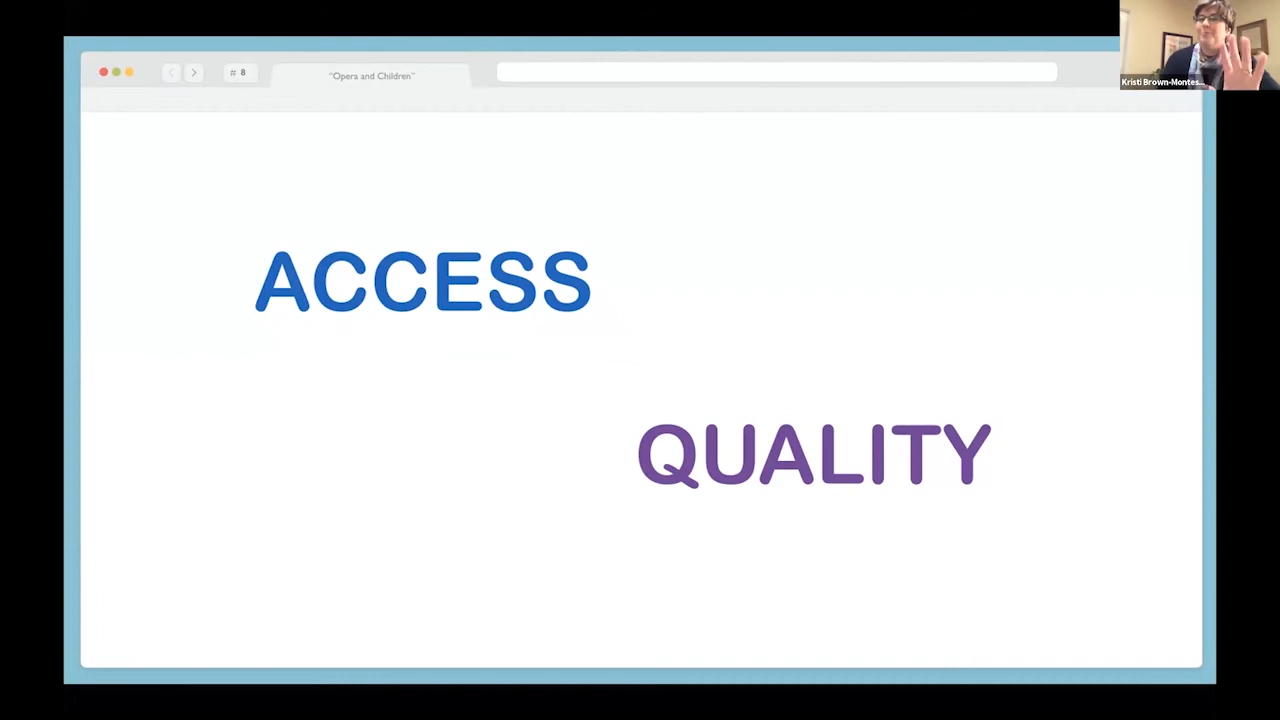 # 8
“Opera and Children”
Kristi Brown-Montes...
ACCESS
QUALITY